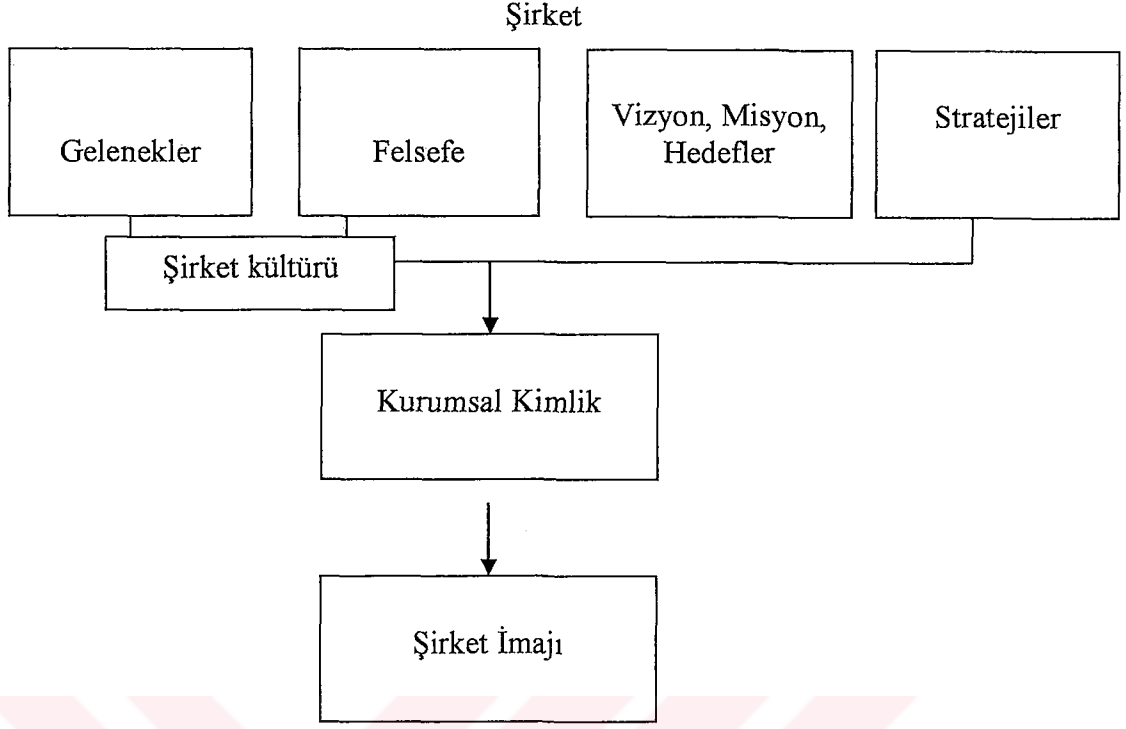 Şirket
Gelenekler
Felsefe
Vizyon, Misyon,
Hedefler
Stratejiler
Şirket kültürü
Kurumsal Kimlik
Şirket İmajı